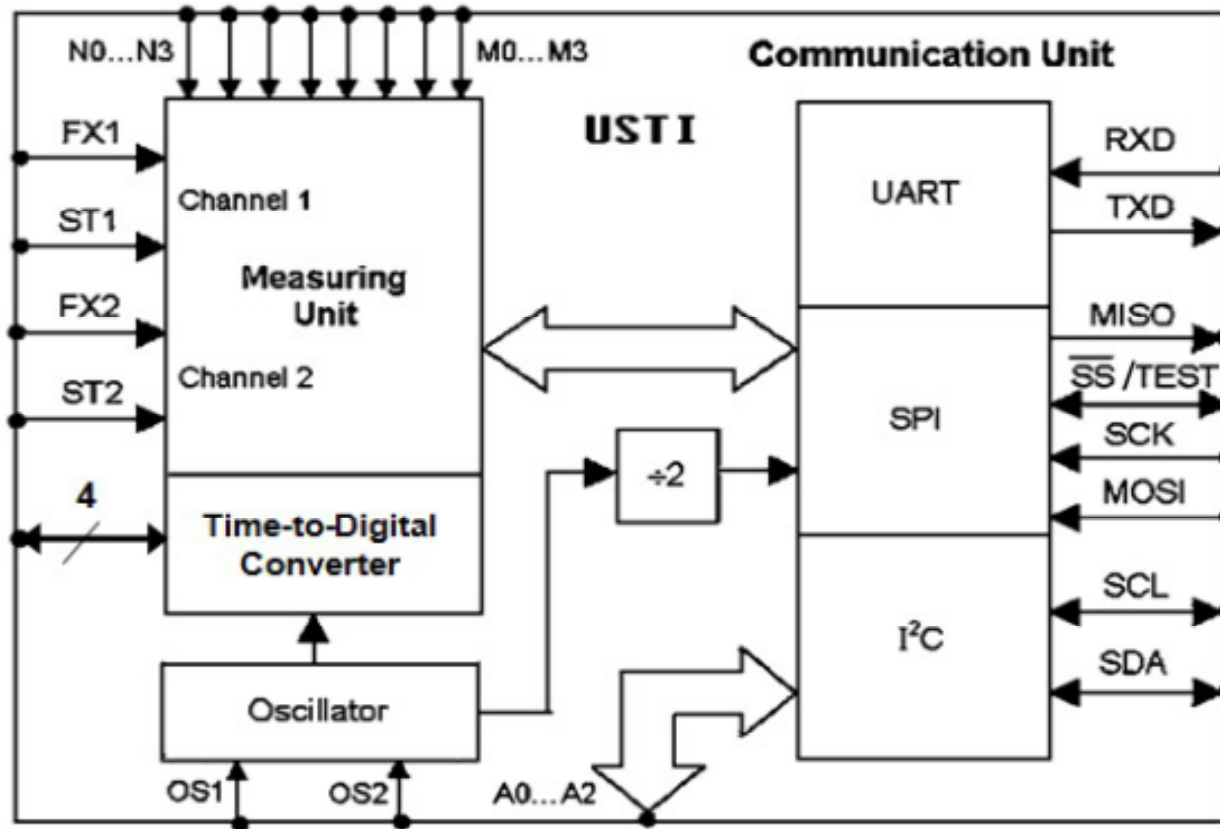 N0...N3
M0...M3
Communication Unit
USTI
FX1
ST1
FX2
ST2
4
Channel 1
Measuring
Unit
Channel 2
Time-to-Digital
Converter
Oscillator
OS1
OS2
A0...A2
÷2
UART
SPI
I²C
RXD
TXD
MISO
S̅S̅ /TEST
SCK
MOSI
SCL
SDA